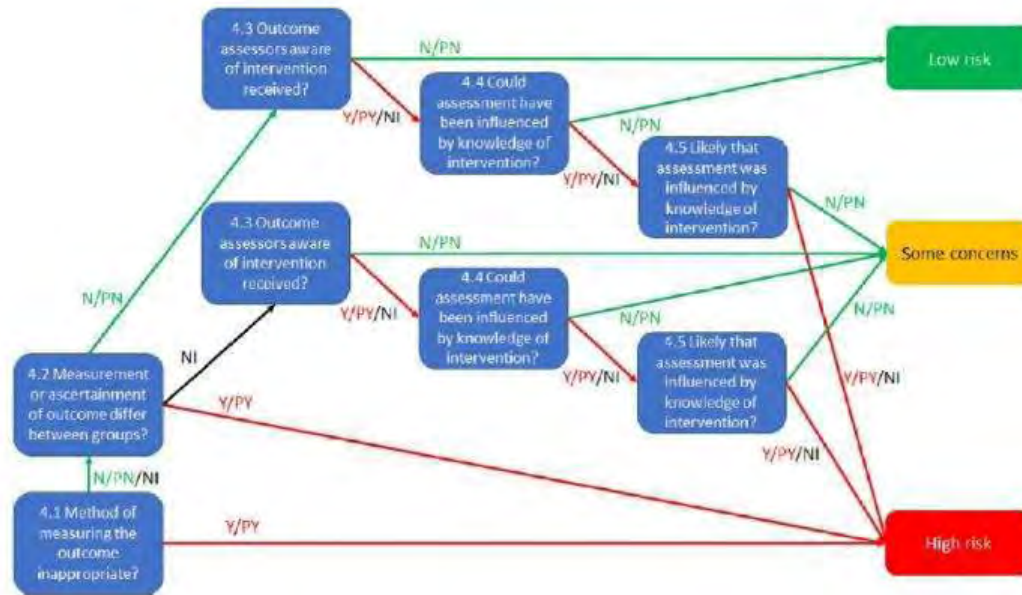 4.3 Outcome
assessors aware
of intervention
received?
N/PN
Low risk
Y/PY/NI
4.4 Could
assessment have
been influenced
by knowledge of
intervention?
N/PN
Y/PY/NI
4.5 Likely that
assessment was
influenced by
knowledge of
intervention?
N/PN
4.3 Outcome
assessors aware
of intervention
received?
N/PN
Some concerns
Y/PY/NI
4.4 Could
assessment have
been influenced
by knowledge of
intervention?
N/PN
N/PN
N/PN
NI
Y/PY/NI
4.5 Likely that
assessment was
influenced by
knowledge of
intervention?
Y/PY/NI
4.2 Measurement
or ascertainment
of outcome differ
between groups?
Y/PY
Y/PY/NI
N/PN/NI
4.1 Method of
measuring the
outcome
inappropriate?
Y/PY
High risk